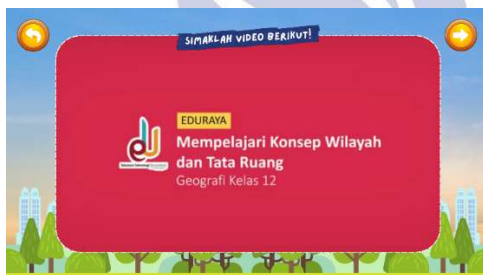 SIMAKLAH VIDEO BERIKUT!
EDURAYA
Mempelajari Konsep Wilayah
dan Tata Ruang
Geografi Kelas 12